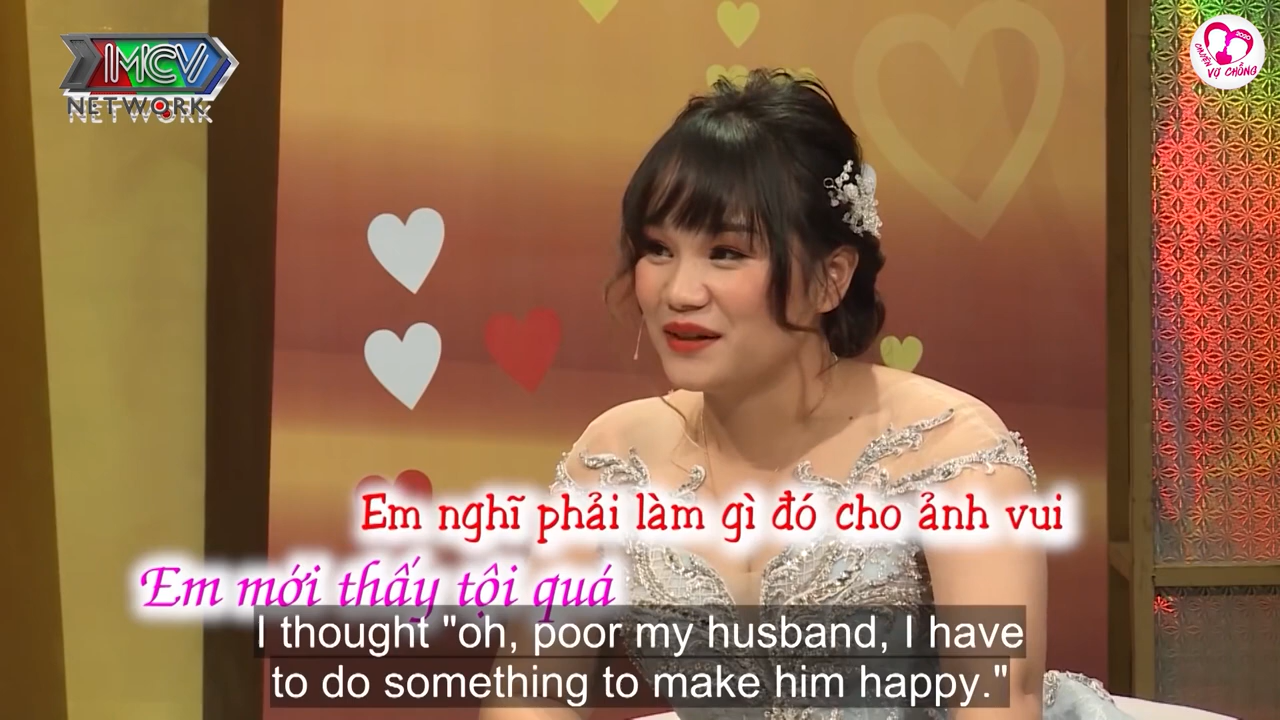 MCV
NETWORK
2020
CHUYỆN
VỢ CHỒNG
Em nghĩ phải làm gì đó cho ảnh vui
Em mới thấy tội quá
I thought "oh, poor my husband, I have
to do something to make him happy."